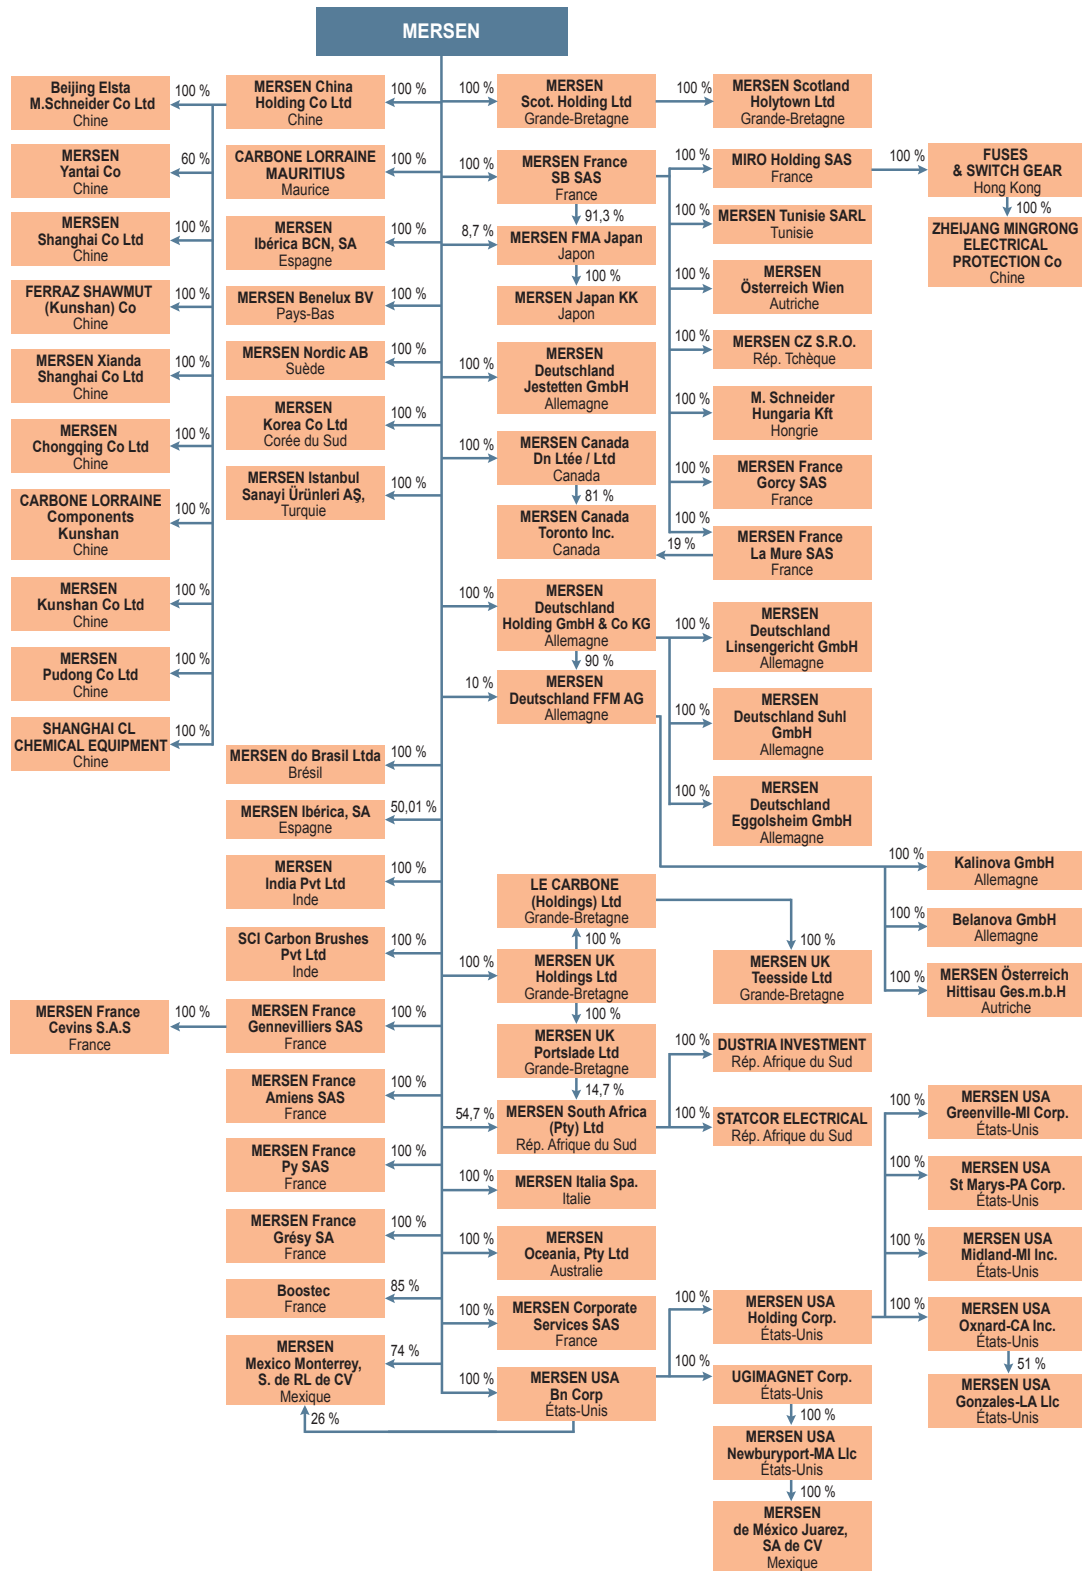 MERSEN
Beijing Elsta
M.Schneider Co Ltd
Chine
100 %
MERSEN China
Holding Co Ltd
Chine
100 %
100 %
MERSEN
Scot. Holding Ltd
Grande-Bretagne
100 %
MERSEN Scotland
Holytown Ltd
Grande-Bretagne
MERSEN
Yantai Co
Chine
60 %
CARBONE LORRAINE
MAURITIUS
Maurice
100 %
100 %
MERSEN France
SB SAS
France
100 %
MIRO Holding SAS
France
100 %
FUSES
& SWITCH GEAR
Hong Kong
100 %
ZHEIJANG MINGRONG
ELECTRICAL
PROTECTION Co
Chine
91,3 %
MERSEN
Shanghai Co Ltd
Chine
100 %
MERSEN
Ibérica BCN, SA
Espagne
100 %
8,7 %
MERSEN FMA Japan
Japon
100 %
MERSEN Tunisie SARL
Tunisie
100 %
MERSEN Japan KK
Japon
100 %
MERSEN
Österreich Wien
Autriche
FERRAZ SHAWMUT
(Kunshan) Co
Chine
100 %
MERSEN Benelux BV
Pays-Bas
100 %
100 %
MERSEN CZ S.R.O.
Rép. Tchèque
MERSEN Xianda
Shanghai Co Ltd
Chine
100 %
MERSEN Nordic AB
Suède
100 %
100 %
MERSEN
Deutschland
Jestetten GmbH
Allemagne
100 %
M. Schneider
Hungaria Kft
Hongrie
MERSEN
Chongqing Co Ltd
Chine
100 %
MERSEN
Korea Co Ltd
Corée du Sud
100 %
100 %
MERSEN Canada
Dn Ltée / Ltd
Canada
81 %
100 %
MERSEN France
Gorcy SAS
France
CARBONE LORRAINE
Components
Kunshan
Chine
100 %
MERSEN Istanbul
Sanayi Ürünleri AŞ,
Turquie
100 %
MERSEN Canada
Toronto Inc.
Canada
19 %
100 %
MERSEN France
La Mure SAS
France
MERSEN
Kunshan Co Ltd
Chine
100 %
100 %
MERSEN
Deutschland
Holding GmbH & Co KG
Allemagne
90 %
100 %
MERSEN
Deutschland
Linsengericht GmbH
Allemagne
MERSEN
Pudong Co Ltd
Chine
100 %
10 %
MERSEN
Deutschland FFM AG
Allemagne
100 %
MERSEN
Deutschland Suhl
GmbH
Allemagne
SHANGHAI CL
CHEMICAL EQUIPMENT
Chine
100 %
MERSEN do Brasil Ltda
Brésil
100 %
100 %
MERSEN
Deutschland
Eggolsheim GmbH
Allemagne
MERSEN Ibérica, SA
Espagne
50,01 %
100 %
Kalinova GmbH
Allemagne
MERSEN
India Pvt Ltd
Inde
100 %
LE CARBONE
(Holdings) Ltd
Grande-Bretagne
100 %
100 %
Belanova GmbH
Allemagne
SCI Carbon Brushes
Pvt Ltd
Inde
100 %
100 %
MERSEN UK
Holdings Ltd
Grande-Bretagne
100 %
100 %
MERSEN UK
Teesside Ltd
Grande-Bretagne
100 %
MERSEN Österreich
Hittisau Ges.m.b.H
Autriche
MERSEN France
Cevins S.A.S
France
100 %
MERSEN France
Gennevilliers SAS
France
100 %
MERSEN UK
Portslade Ltd
Grande-Bretagne
14,7 %
100 %
DUSTRIA INVESTMENT
Rép. Afrique du Sud
MERSEN France
Amiens SAS
France
100 %
54,7 %
MERSEN South Africa
(Pty) Ltd
Rép. Afrique du Sud
100 %
STATCOR ELECTRICAL
Rép. Afrique du Sud
100 %
MERSEN USA
Greenville-MI Corp.
États-Unis
MERSEN France
Py SAS
France
100 %
100 %
MERSEN Italia Spa.
Italie
100 %
MERSEN USA
St Marys-PA Corp.
États-Unis
MERSEN France
Grésy SA
France
100 %
100 %
MERSEN
Oceania, Pty Ltd
Australie
100 %
MERSEN USA
Midland-MI Inc.
États-Unis
Boostec
France
85 %
100 %
MERSEN Corporate
Services SAS
France
100 %
MERSEN USA
Holding Corp.
États-Unis
100 %
MERSEN USA
Oxnard-CA Inc.
États-Unis
51 %
MERSEN
Mexico Monterrey,
S. de RL de CV
Mexique
74 %
26 %
100 %
MERSEN USA
Bn Corp
États-Unis
100 %
UGIMAGNET Corp.
États-Unis
100 %
MERSEN USA
Gonzales-LA Llc
États-Unis
MERSEN USA
Newburyport-MA Llc
États-Unis
100 %
MERSEN
de México Juarez,
SA de CV
Mexique